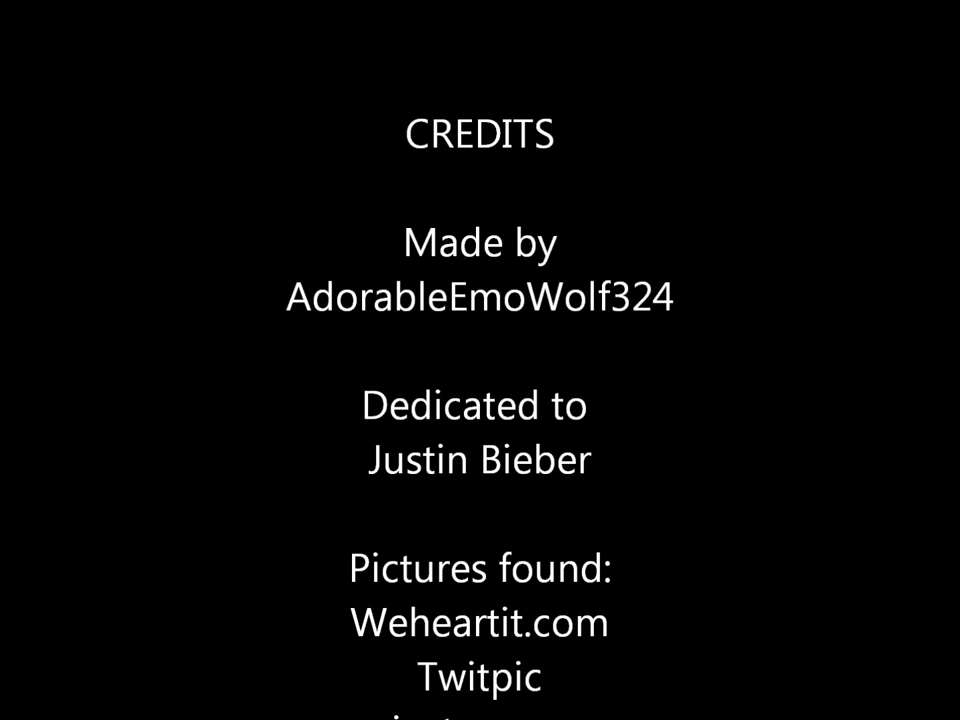 CREDITS
Made by
AdorableEmoWolf324
Dedicated to
Justin Bieber
Pictures found:
Weheartit.com
Twitpic